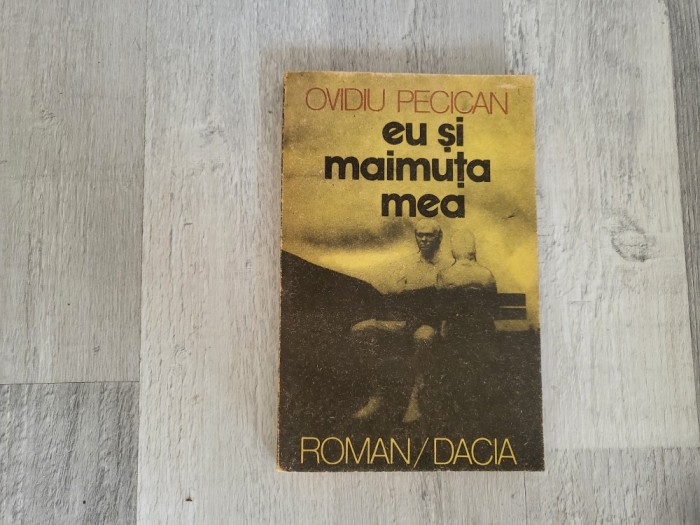 OVIDIU PECICAN
eu și
maimuța
mea
ROMAN/DACIA